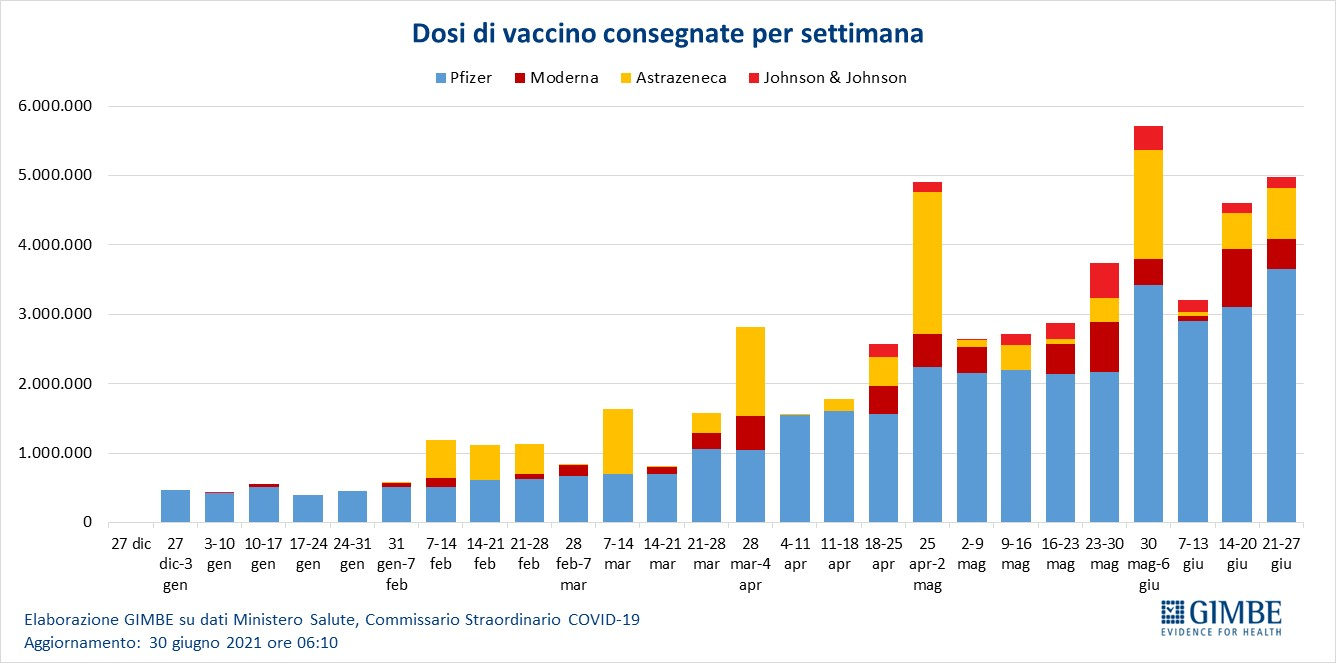 Dosi di vaccino consegnate per settimana
Pfizer Moderna Astrazeneca Johnson & Johnson
6.000.000
5.000.000
4.000.000
3.000.000
2.000.000
1.000.000
0
27 dic 27 3-10 10-17 17-24 24-31 31 7-14 14-21 21-28 28 7-14 14-21 21-28 28 4-11 11-18 18-25 25 2-9 9-16 16-23 23-30 30 7-13 14-20 21-27
dic-3 gen gen gen gen gen-7 feb feb feb feb-7 mar mar mar mar-4 apr apr apr apr-2 mag mag mag mag mag-6 giu giu giu
gen feb mar apr mag giu
Elaborazione GIMBE su dati Ministero Salute, Commissario Straordinario COVID-19
Aggiornamento: 30 giugno 2021 ore 06:10
GIMBE
EVIDENCE FOR HEALTH